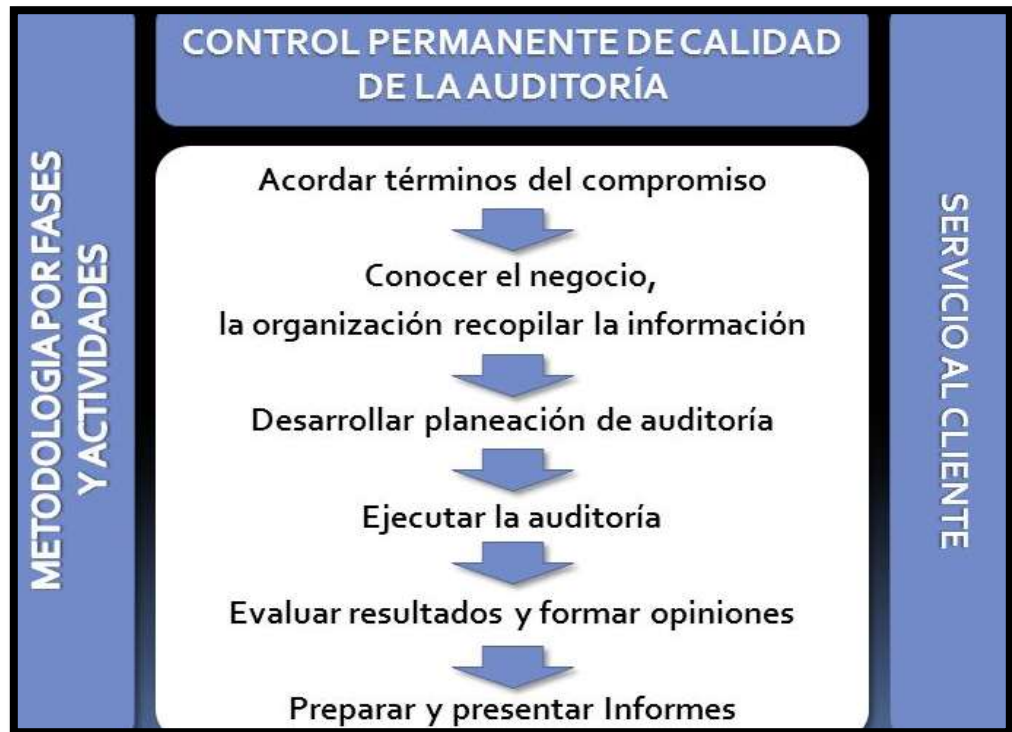 CONTROL PERMANENTE DE CALIDAD
DE LA AUDITORÍA
METODOLOGIA POR FASES
Y ACTIVIDADES
Acordar términos del compromiso
Conocer el negocio,
la organización recopilar la información
Desarrollar planeación de auditoría
Ejecutar la auditoría
Evaluar resultados y formar opiniones
Preparar y presentar Informes
SERVICIO AL CLIENTE